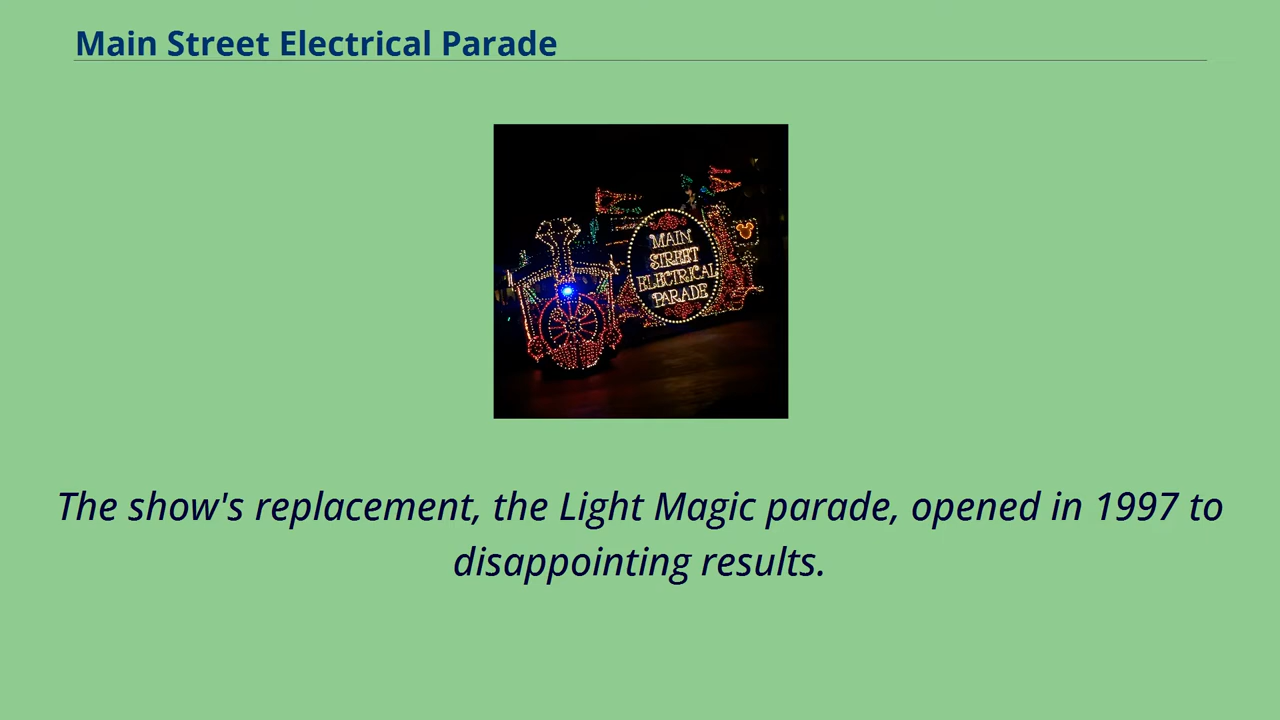 Main Street Electrical Parade
MAIN
STREET
ELECTRICAL
PARADE
The show's replacement, the Light Magic parade, opened in 1997 to
disappointing results.